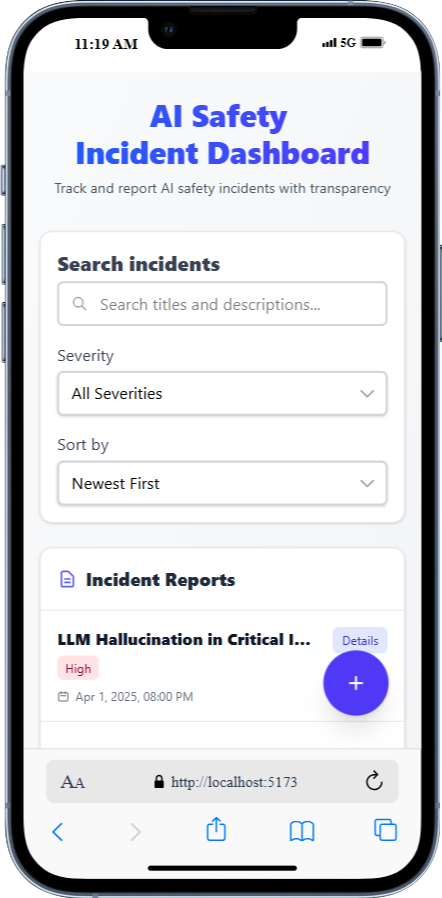 11:19 AM
5G
AI Safety
Incident Dashboard
Track and report AI safety incidents with transparency
Search incidents
Search titles and descriptions...
Severity
All Severities
Sort by
Newest First
Incident Reports
LLM Hallucination in Critical I...
Details
High
+
Apr 1, 2025, 08:00 PM
AA
http://localhost:5173